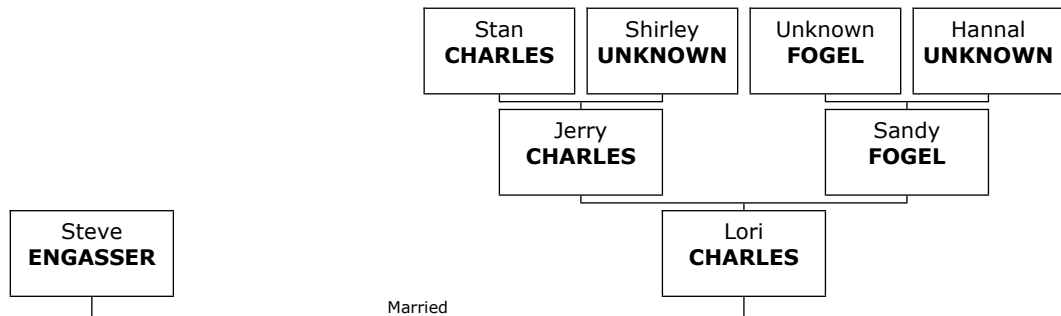 Stan
CHARLES
Shirley
UNKNOWN
Unknown
FOGEL
Hannal
UNKNOWN
Jerry
CHARLES
Sandy
FOGEL
Steve
ENGASSER
Lori
CHARLES
Married